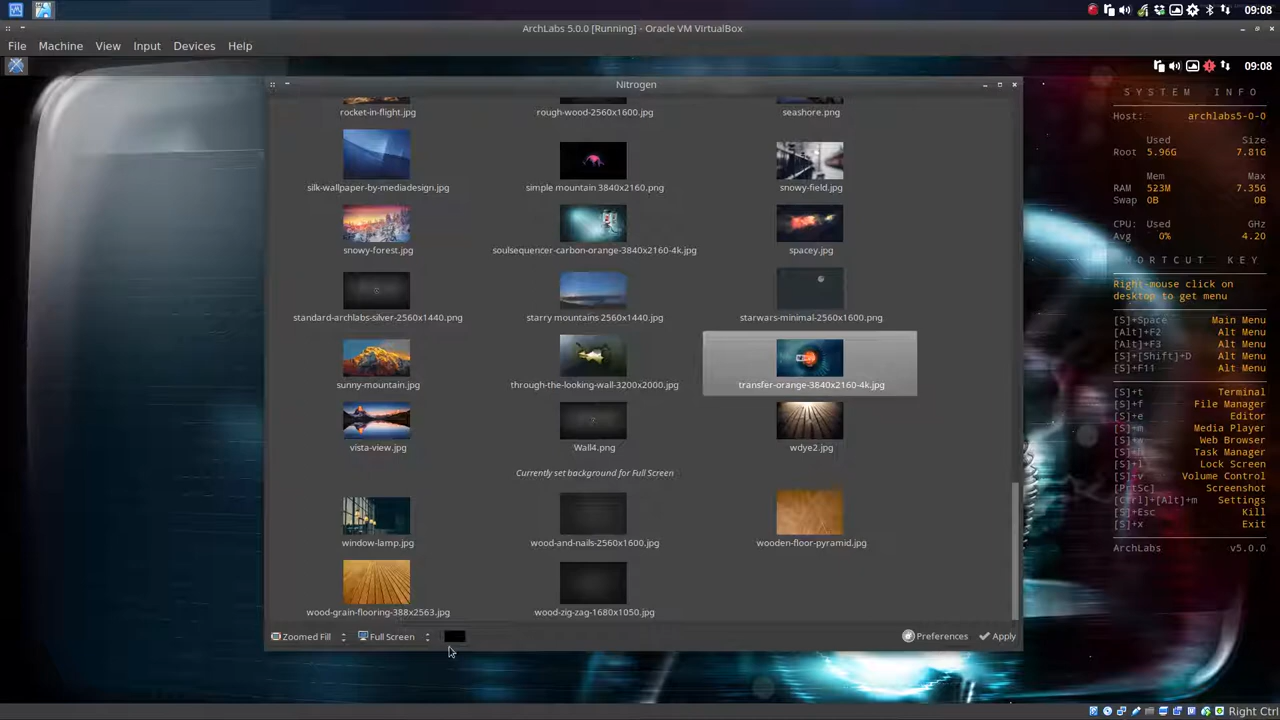 09:08
ArchLabs 5.0.0 [Running] - Oracle VM VirtualBox
File Machine View Input Devices Help
09:08
Nitrogen
rocket-in-flight.jpg
rough-wood-2560x1600.jpg
seashore.png
silk-wallpaper-by-mediadesign.jpg
simple mountain 3840x2160.png
snowy-field.jpg
snowy-forest.jpg
soulsequencer-carbon-orange-3840x2160-4k.jpg
spacey.jpg
standard-archlabs-silver-2560x1440.png
starry mountains 2560x1440.jpg
starwars-minimal-2560x1600.png
sunny-mountain.jpg
through-the-looking-wall-3200x2000.jpg
transfer-orange-3840x2160-4k.jpg
vista-view.jpg
Wall4.png
wdye2.jpg
Currently set background for Full Screen
window-lamp.jpg
wood-and-nails-2560x1600.jpg
wooden-floor-pyramid.jpg
wood-grain-flooring-388x2563.jpg
wood-zig-zag-1680x1050.jpg
Zoomed Fill
Full Screen
Preferences
Apply
SYSTEM INFO
Host: archlabs5-0-0
Used Size
Root 5.96G 7.81G
Mem Max
RAM 523M 7.35G
Swap 0B 0B
CPU: Used GHz
Avg 0% 4.20
HORTCUT KEY
Right-mouse click on
desktop to get menu
[S]+Space Main Menu
[Alt]+F2 Alt Menu
[Alt]+F3 Alt Menu
[S]+[Shift]+D Alt Menu
[S]+F11 Alt Menu
[S]+t Terminal
[S]+f File Manager
[S]+e Editor
[S]+m Media Player
[S]+w Web Browser
Task Manager
[S]+l Lock Screen
[S]+v Volume Control
[PrtSc] Screenshot
[Ctrl]+[Alt]+m Settings
[S]+Esc Kill
[S]+x Exit
ArchLabs v5.0.0
Right Ctrl